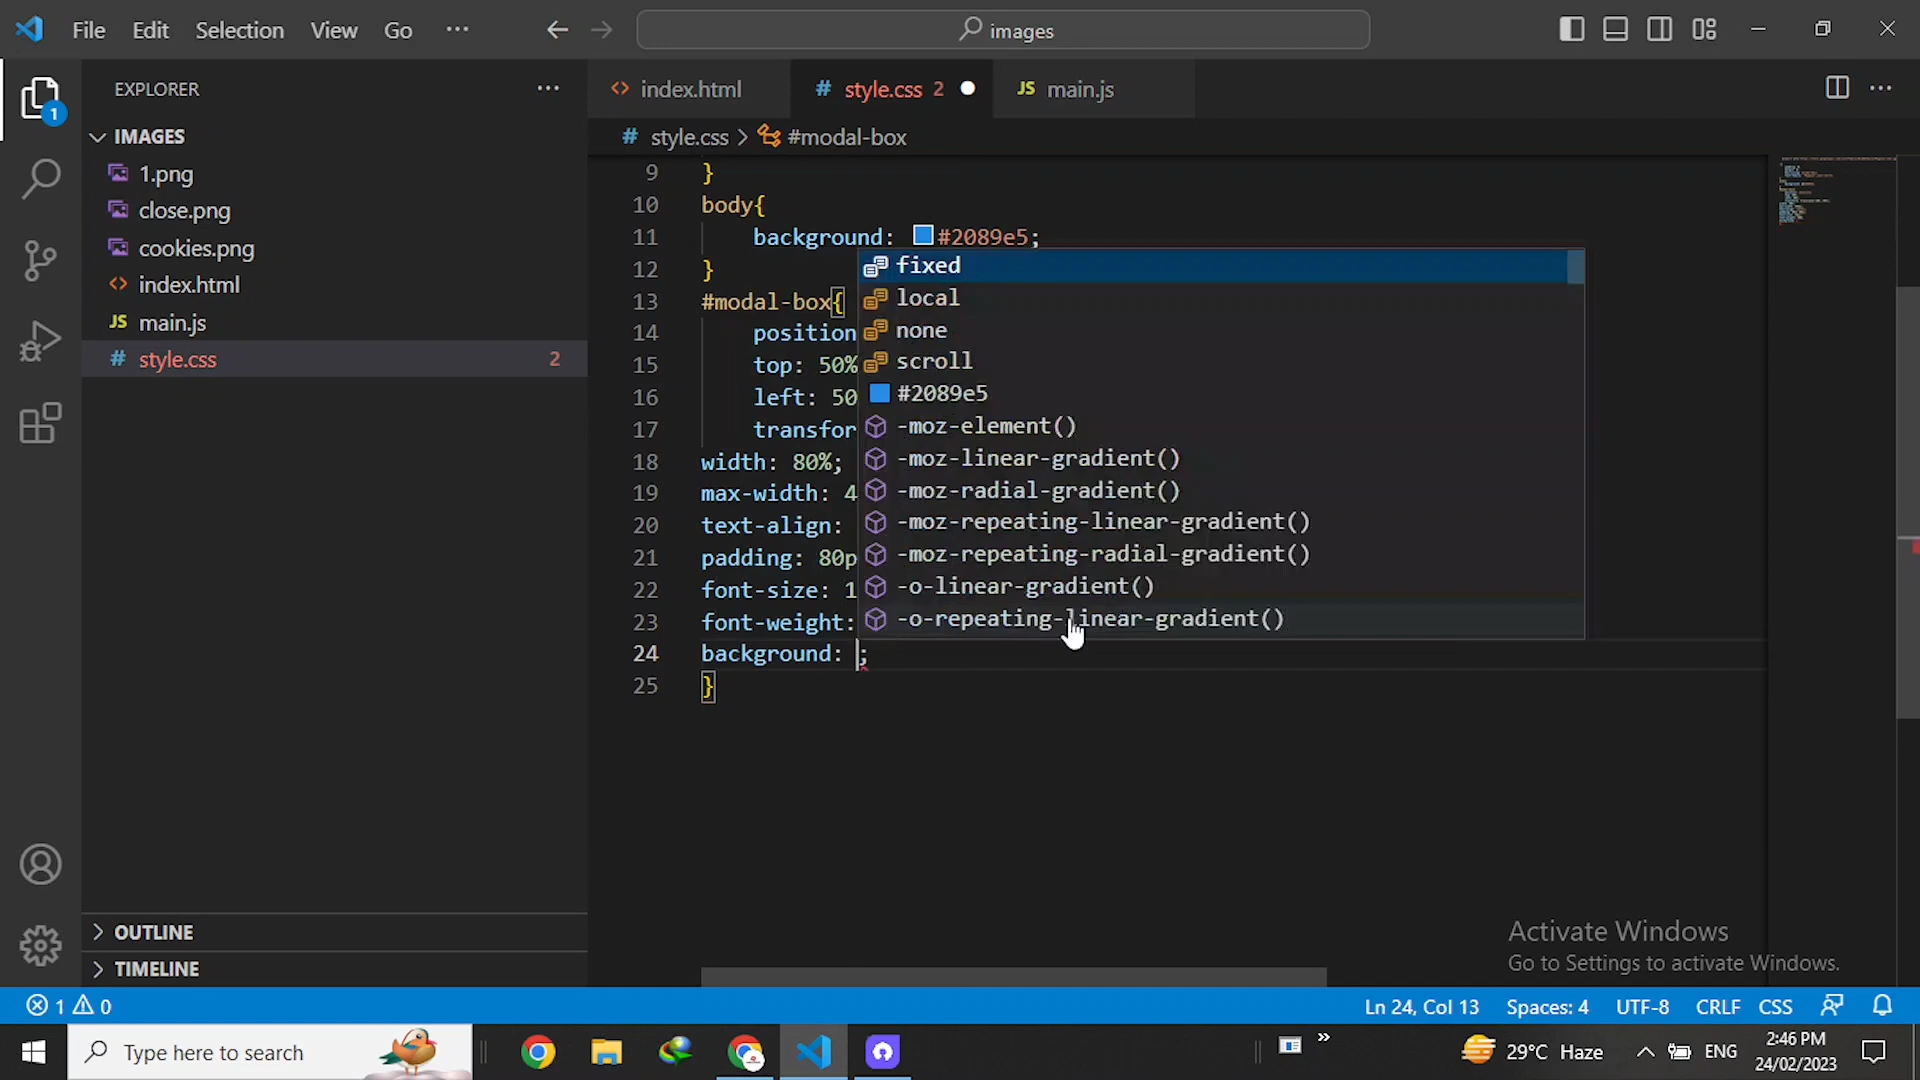 File Edit Selection View Go ··· images
EXPLORER ···
index.html style.css 2 JS main.js
IMAGES
1.png
close.png
cookies.png
index.html
JS main.js
# style.css 2
# style.css > #modal-box
9 }
10 body{
11 background: #2089e5;
12 }
13 #modal-box{
14 position
15 top: 50%
16 left: 50
17 transfor
18 width: 80%;
19 max-width: 4
20 text-align:
21 padding: 80p
22 font-size: 1
23 font-weight:
24 background: ;
25 }
fixed
local
none
scroll
#2089e5
-moz-element()
-moz-linear-gradient()
-moz-radial-gradient()
-moz-repeating-linear-gradient()
-moz-repeating-radial-gradient()
-o-linear-gradient()
-o-repeating-linear-gradient()
1
OUTLINE
TIMELINE
Activate Windows
Go to Settings to activate Windows.
1 0 Ln 24, Col 13 Spaces: 4 UTF-8 CRLF CSS
Type here to search 29°C Haze ENG
2:46 PM
24/02/2023